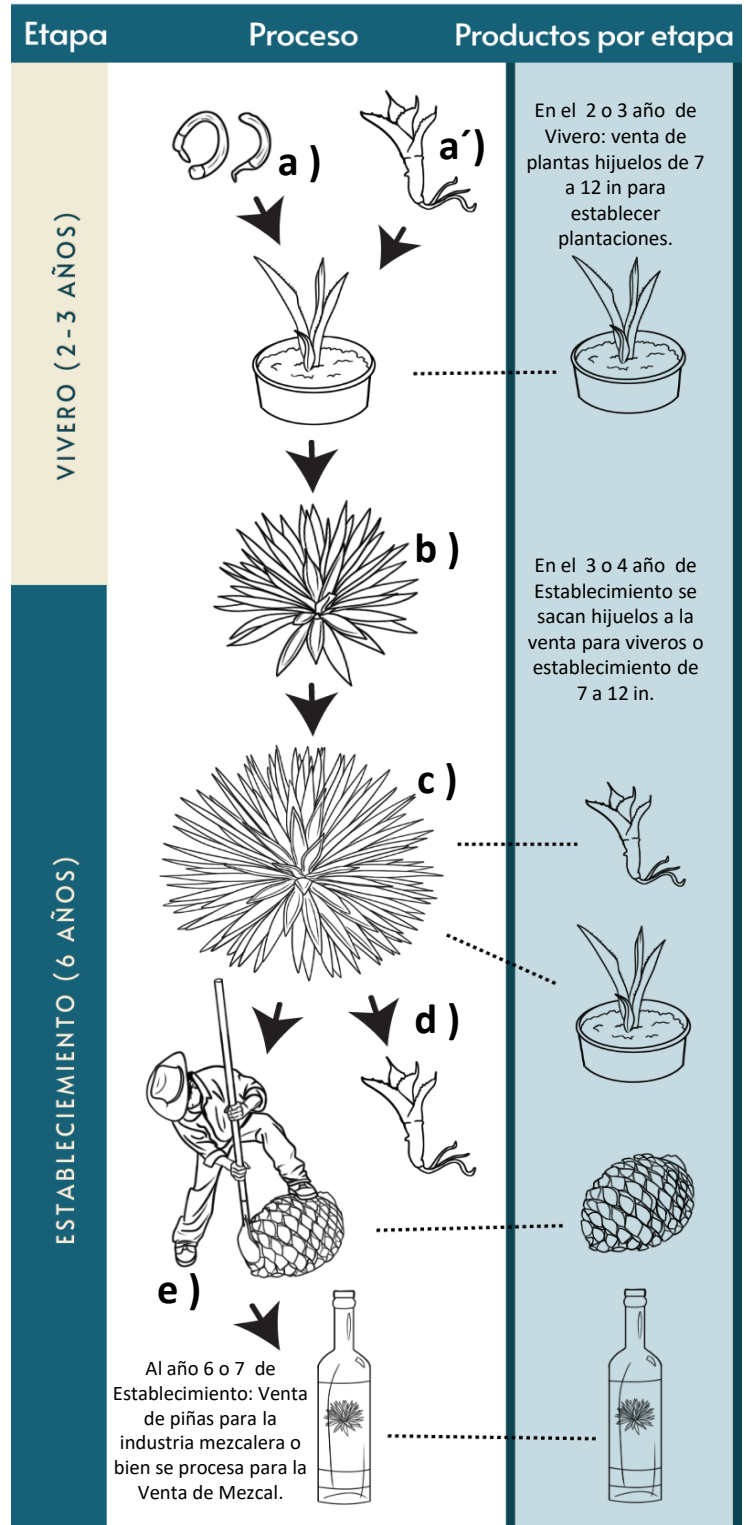 Etapa
Proceso
Productos por etapa
VIVERO (2-3 AÑOS)
a )
a´)
En el 2 o 3 año de
Vivero: venta de
plantas hijuelos de 7
a 12 in para
establecer
plantaciones.
b )
En el 3 o 4 año de
Establecimiento se
sacan hijuelos a la
venta para viveros o
establecimiento de
7 a 12 in.
ESTABLECIEMIENTO (6 AÑOS)
c )
d )
e )
Al año 6 o 7 de
Establecimiento: Venta
de piñas para la
industria mezcalera o
bien se procesa para la
Venta de Mezcal.